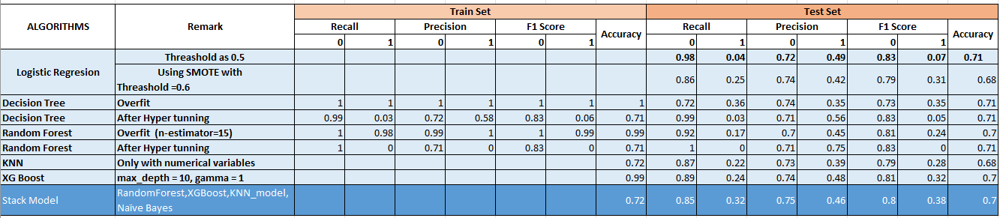 Train Set Test Set
ALGORITHMS Remark Recall Precision F1 Score Accuracy Recall Precision F1 Score Accuracy
0 1 0 1 0 1 0 1 0 1 0 1
Logistic Regresion Threashold as 0.5 0.98 0.04 0.72 0.49 0.83 0.07 0.71
Using SMOTE with
Threashold =0.6 0.86 0.25 0.74 0.42 0.79 0.31 0.68
Decision Tree Overfit 1 1 1 1 1 1 1 0.72 0.36 0.74 0.35 0.73 0.35 0.71
Decision Tree After Hyper tunning 0.99 0.03 0.72 0.58 0.83 0.06 0.71 0.99 0.03 0.71 0.56 0.83 0.05 0.71
Random Forest Overfit (n-estimator=15) 1 0.98 0.99 1 1 0.99 0.99 0.92 0.17 0.7 0.45 0.81 0.24 0.7
Random Forest After Hyper tunning 1 0 0.71 0 0.83 0 0.71 1 0 0.71 0.75 0.83 0 0.71
KNN Only with numerical variables 0.72 0.87 0.22 0.73 0.39 0.79 0.28 0.68
XG Boost max_depth = 10, gamma = 1 0.99 0.89 0.24 0.74 0.48 0.81 0.32 0.7
Stack Model RandomForest,XGBoost,KNN_model,
Naïve Bayes 0.72 0.85 0.32 0.75 0.46 0.8 0.38 0.7